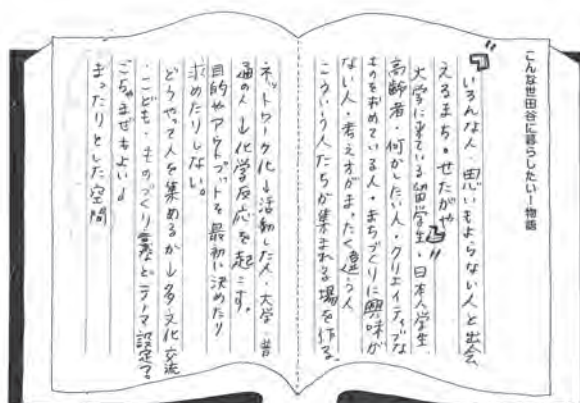 こんな世田谷に暮らしたい！物語
『いろんな人・思いもよらない人と出会
えるまち・せたがや』
大学に来ている留学生・日本人学生
高齢者・何かしたい人・クリエイティブな
ものを求めている人・まちづくりに興味が
ない人・考え方がまったく違う人
こういう人たちが集まれる場を作る。
ネットワーク化→活動した人・大学・普
通の人→化学反応を起こす。
目的やアウトプットを最初に決めたり
求めたりしない。
どうやって人を集めるか→多文化交流
・こども・ものづくり・などテーマ設定？
ごちゃまぜもよい！
まったりとした空間